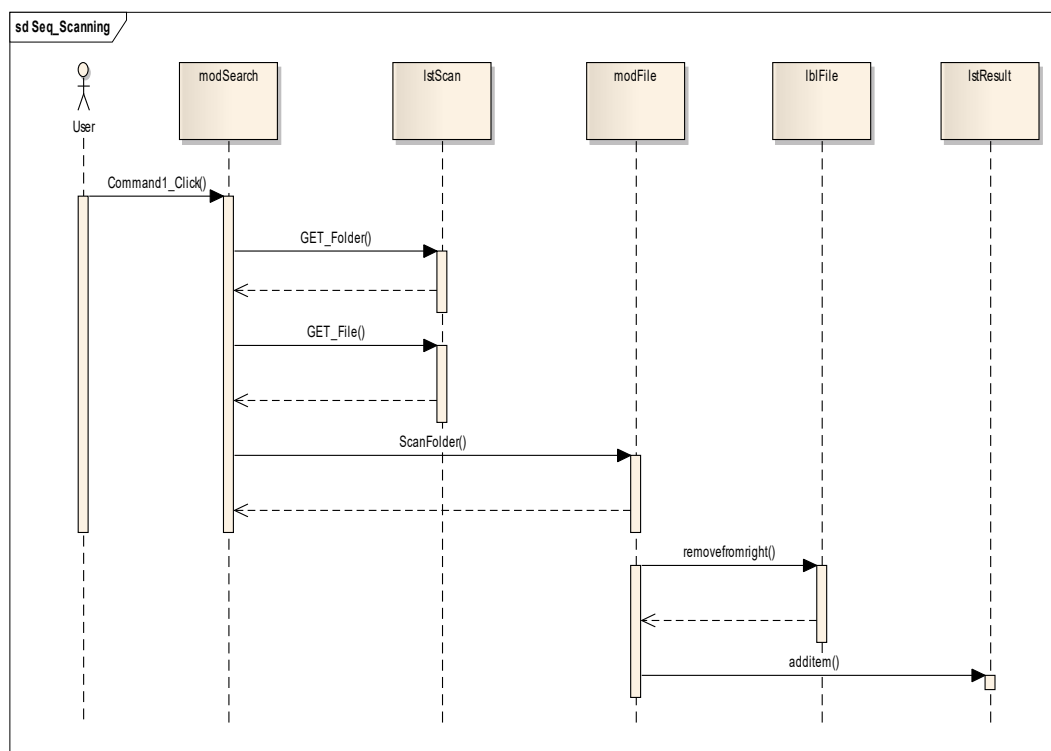 sd Seq_Scanning
User
modSearch
lstScan
modFile
lblFile
lstResult
Command1_Click()
GET_Folder()
GET_File()
ScanFolder()
removefromright()
additem()